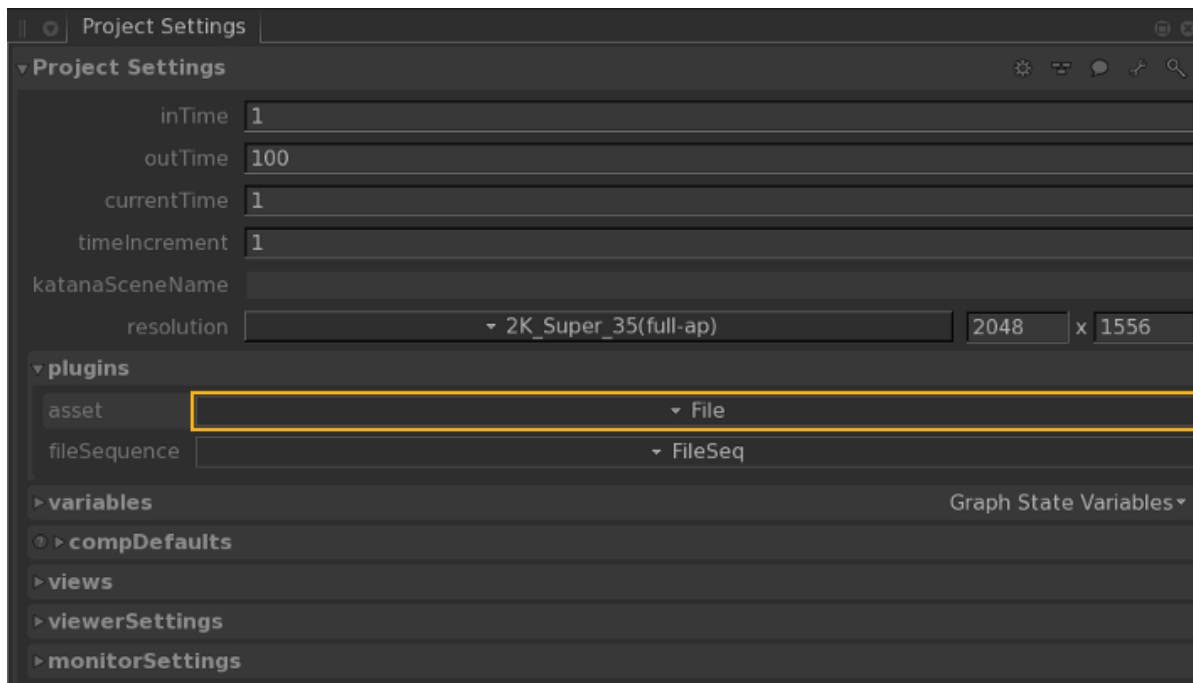 Project Settings
Project Settings
inTime 1
outTime 100
currentTime 1
timeIncrement 1
katanaSceneName
resolution 2K_Super_35(full-ap) 2048 x 1556
plugins
asset File
fileSequence FileSeq
variables Graph State Variables
? compDefaults
views
viewerSettings
monitorSettings